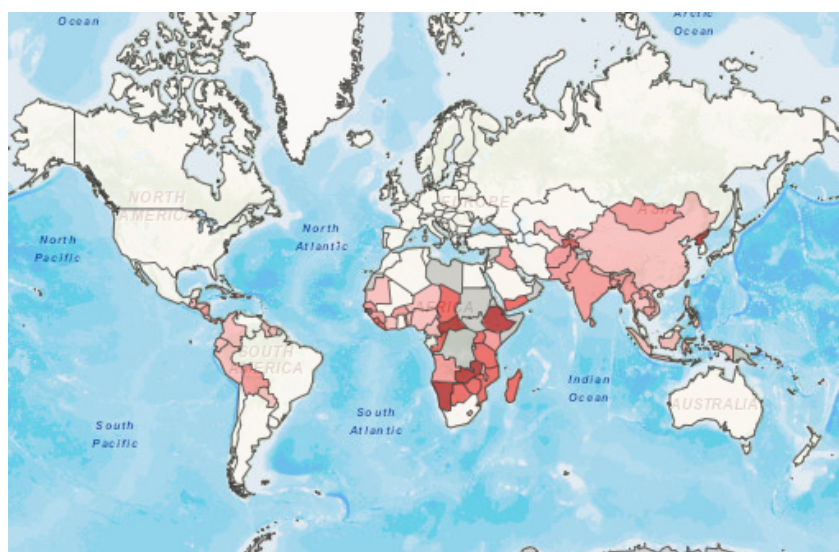 Ocean
Arctic
Ocean
NORTH
AMERICA
EUROPE
ASIA
North
Pacific
North
Atlantic
AFRICA
SOUTH
AMERICA
Indian
Ocean
South
Pacific
South
Atlantic
AUSTRALIA